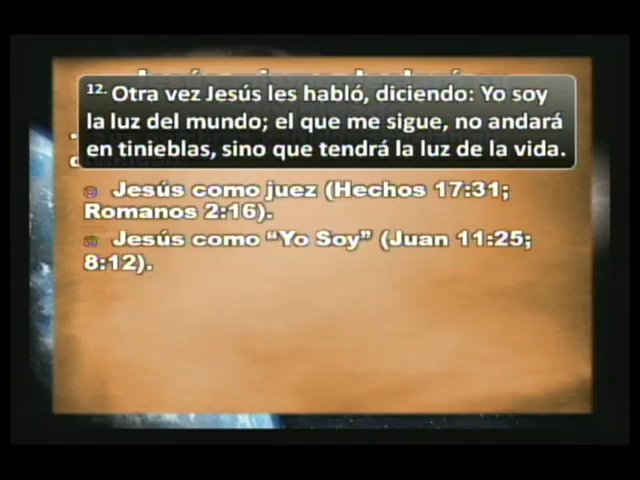 12. Otra vez Jesús les habló, diciendo: Yo soy
la luz del mundo; el que me sigue, no andará
en tinieblas, sino que tendrá la luz de la vida.
Jesús como juez (Hechos 17:31;
Romanos 2:16).
Jesús como “Yo Soy” (Juan 11:25;
8:12).